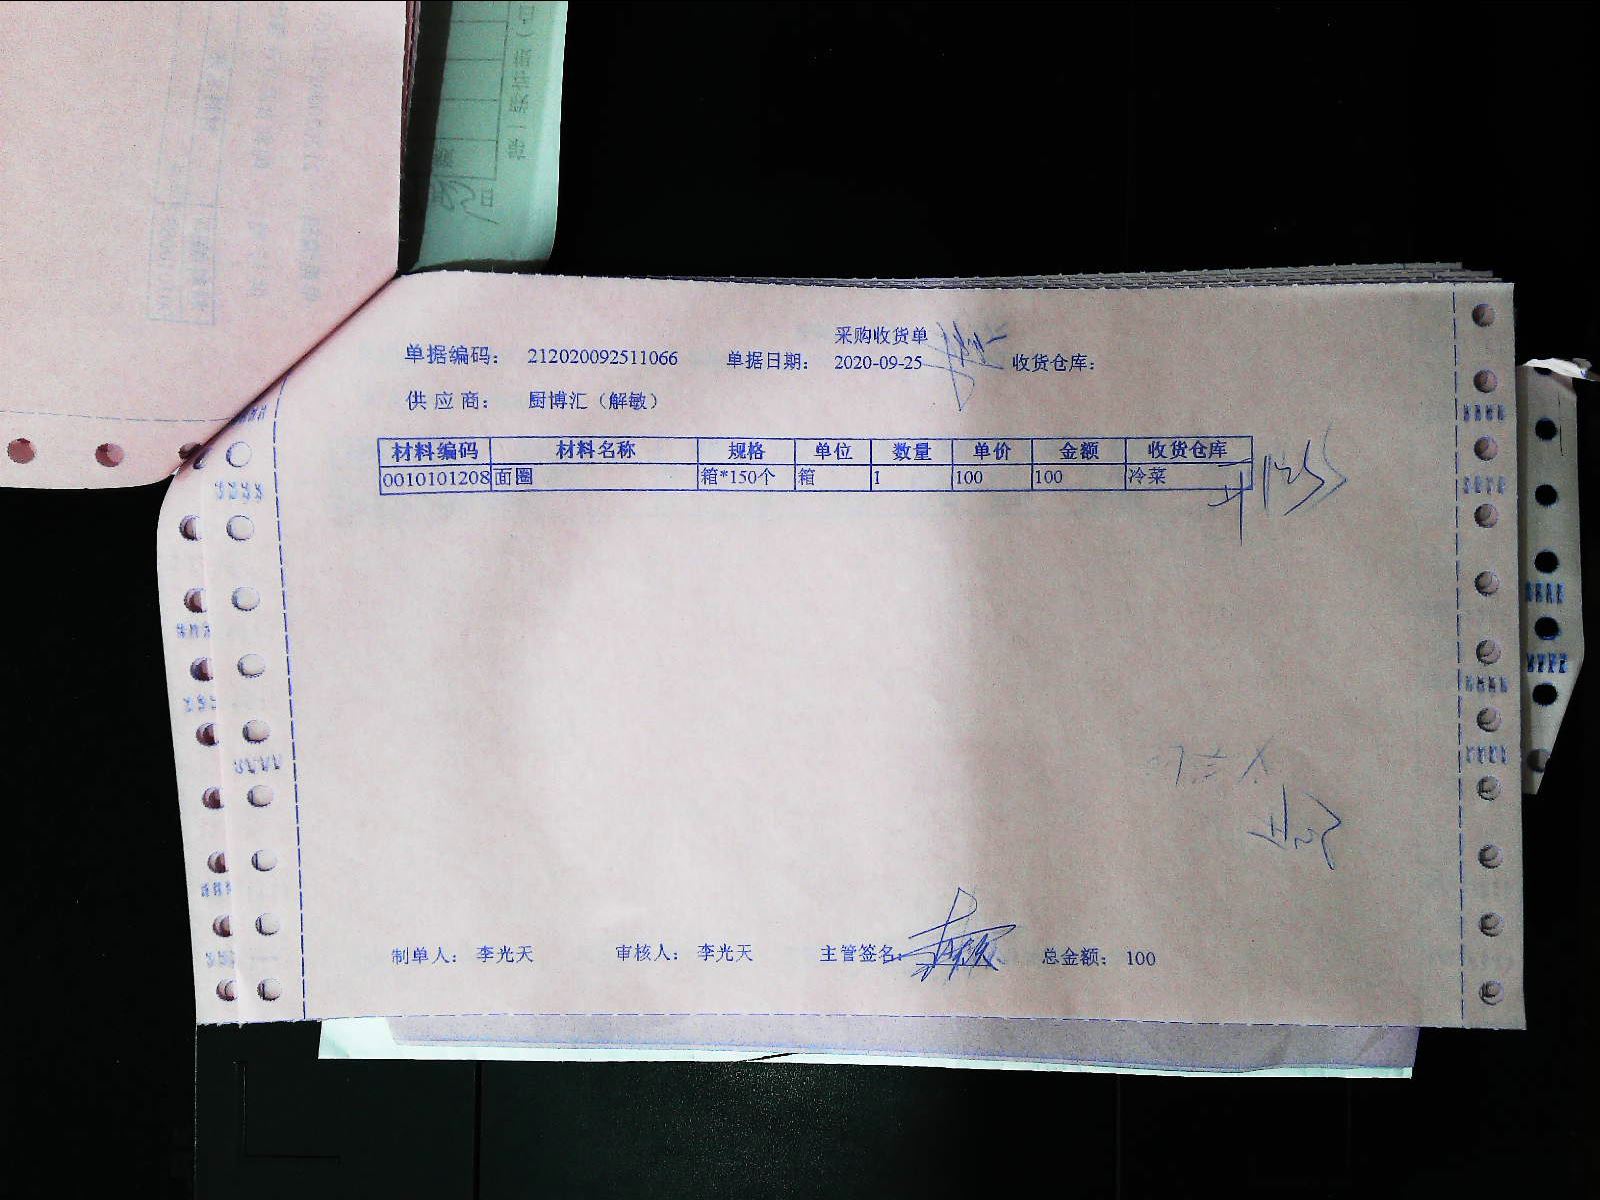 采购收货单
单据编码： 212020092511066 单据日期： 2020-09-25 收货仓库：
供应商： 厨博汇（解敏）
材料编码 材料名称 规格 单位 数量 单价 金额 收货仓库
0010101208 面圈 箱*150个 箱 1 100 100 冷菜
制单人： 李光天 审核人： 李光天 主管签名： 总金额： 100